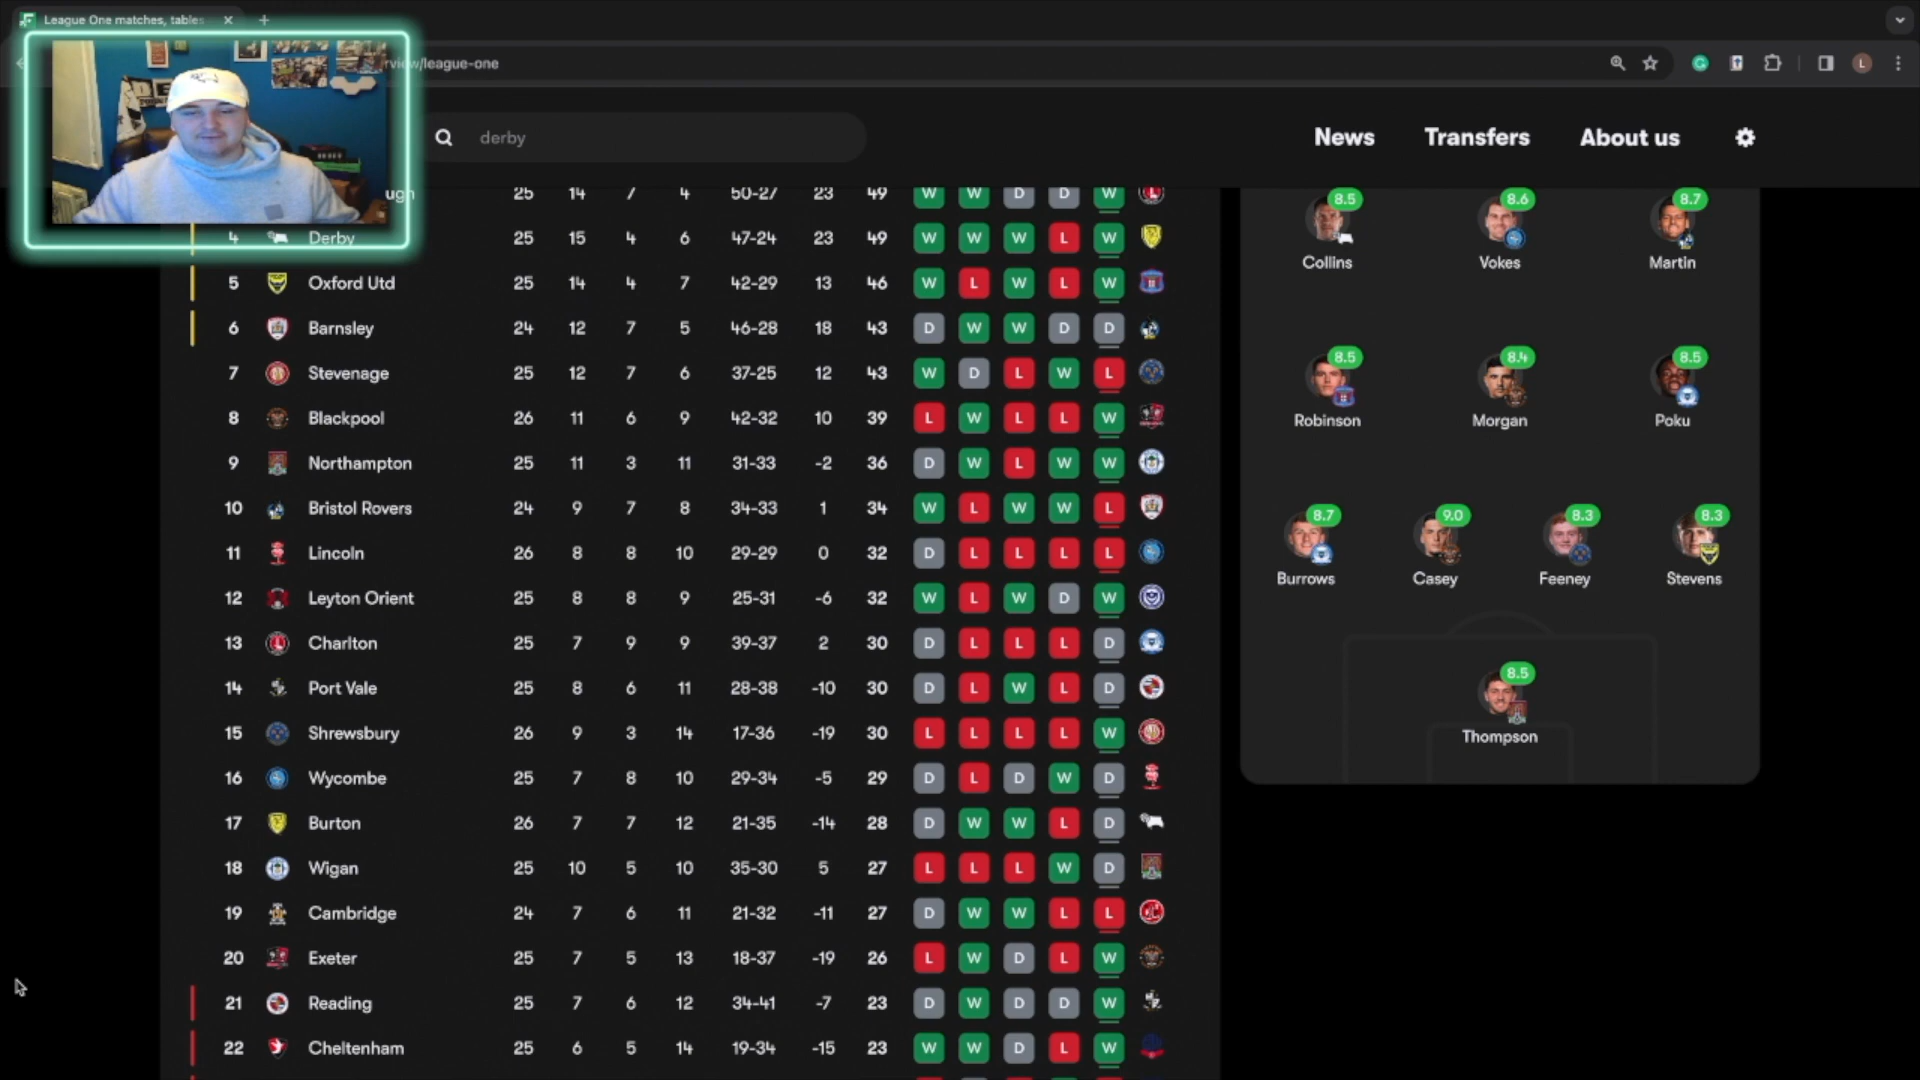 League One matches, tables
rview/league-one
L
derby
News
Transfers
About us
ugh 25 14 7 4 50-27 23 49 W W D D W
4 Derby 25 15 4 6 47-24 23 49 W W W L W
5 Oxford Utd 25 14 4 7 42-29 13 46 W L W L W
6 Barnsley 24 12 7 5 46-28 18 43 D W W D D
7 Stevenage 25 12 7 6 37-25 12 43 W D L W L
8 Blackpool 26 11 6 9 42-32 10 39 L W L L W
9 Northampton 25 11 3 11 31-33 -2 36 D W L W W
10 Bristol Rovers 24 9 7 8 34-33 1 34 W L W W L
11 Lincoln 26 8 8 10 29-29 0 32 D L L L L
12 Leyton Orient 25 8 8 9 25-31 -6 32 W L W D W
13 Charlton 25 7 9 9 39-37 2 30 D L L L D
14 Port Vale 25 8 6 11 28-38 -10 30 D L W L D
15 Shrewsbury 26 9 3 14 17-36 -19 30 L L L L W
16 Wycombe 25 7 8 10 29-34 -5 29 D L D W D
17 Burton 26 7 7 12 21-35 -14 28 D W W L D
18 Wigan 25 10 5 10 35-30 5 27 L L L W D
19 Cambridge 24 7 6 11 21-32 -11 27 D W W L L
20 Exeter 25 7 5 13 18-37 -19 26 L W D L W
21 Reading 25 7 6 12 34-41 -7 23 D W D D W
22 Cheltenham 25 6 5 14 19-34 -15 23 W W D L W
8.5 8.6 8.7
Collins Vokes Martin
8.5 8.4 8.5
Robinson Morgan Poku
8.7 9.0 8.3 8.3
Burrows Casey Feeney Stevens
8.5
Thompson